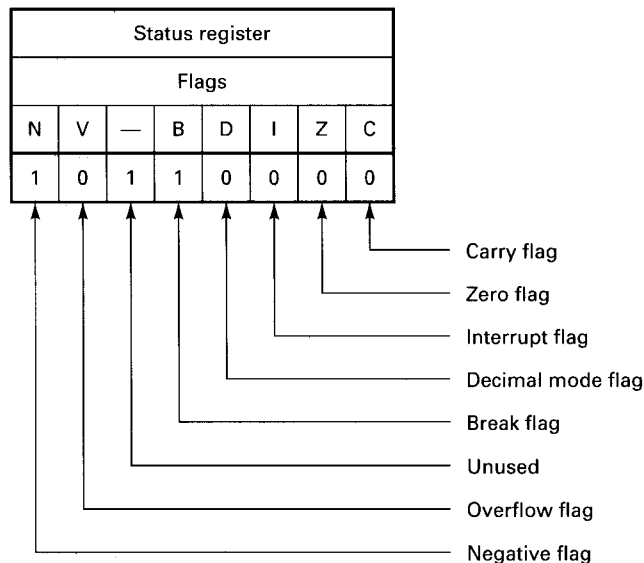 Status register
Flags
N V — B D I Z C
1 0 1 1 0 0 0 0
Carry flag
Zero flag
Interrupt flag
Decimal mode flag
Break flag
Unused
Overflow flag
Negative flag